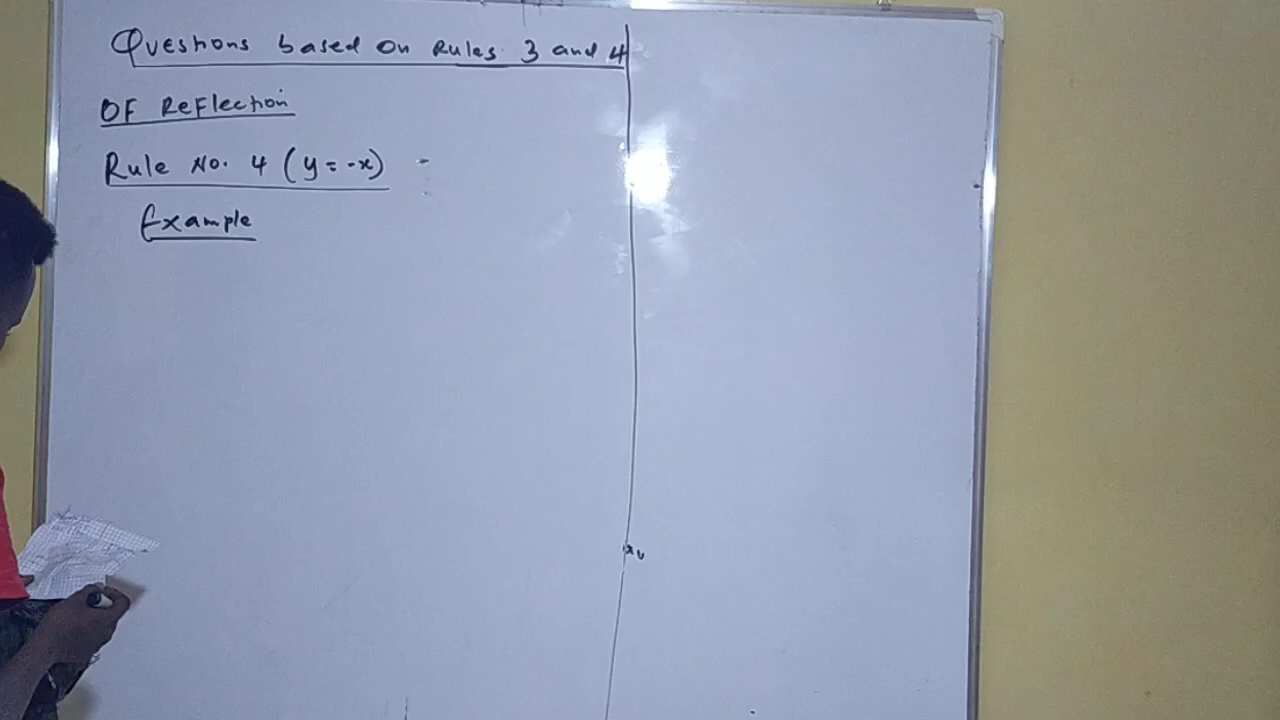 Questions based on Rules 3 and 4
OF Reflection
Rule No. 4 (y = -x)
Example